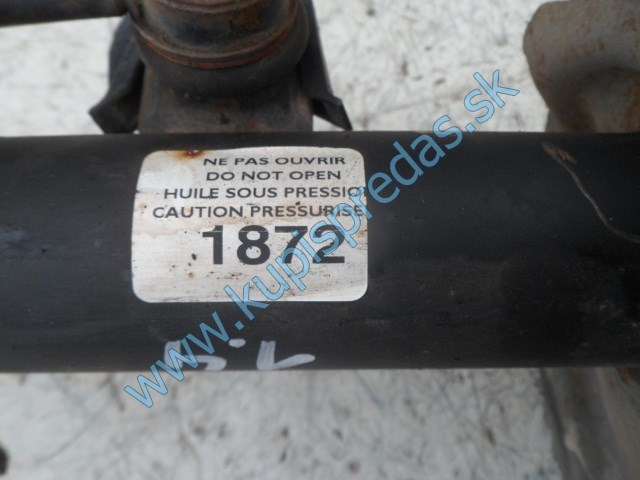 NE PAS OUVRIR
DO NOT OPEN
HUILE SOUS PRESSIO
CAUTION PRESSURISE
1872
www.kupispredas.sk